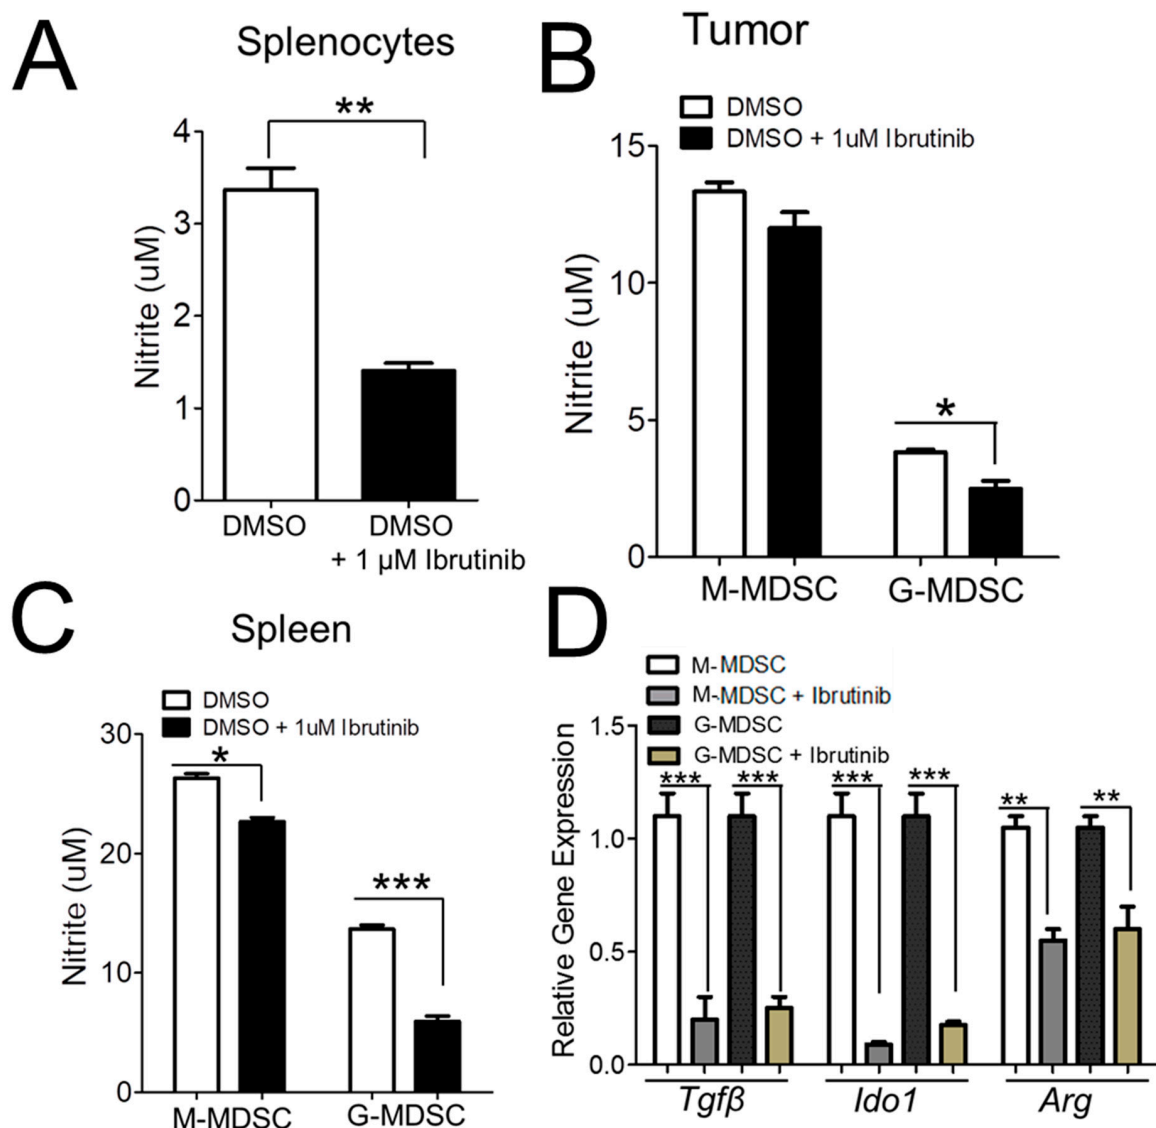 A
Splenocytes
**
4
3
2
1
0
Nitrite (uM)
DMSO
DMSO
+ 1 µM Ibrutinib
B
Tumor
DMSO
DMSO + 1uM Ibrutinib
15
10
5
0
Nitrite (uM)
*
M-MDSC
G-MDSC
C
Spleen
DMSO
DMSO + 1uM Ibrutinib
30
20
10
0
Nitrite (uM)
*
***
M-MDSC
G-MDSC
D
M-MDSC
M-MDSC + Ibrutinib
G-MDSC
G-MDSC + Ibrutinib
1.5
1.0
0.5
0.0
Relative Gene Expression
*** *** *** *** ** **
Tgfβ
Ido1
Arg